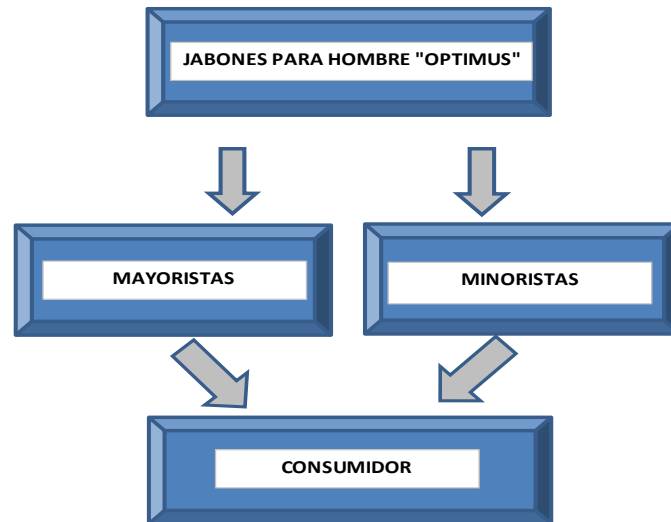 JABONES PARA HOMBRE "OPTIMUS"
MAYORISTAS
MINORISTAS
CONSUMIDOR